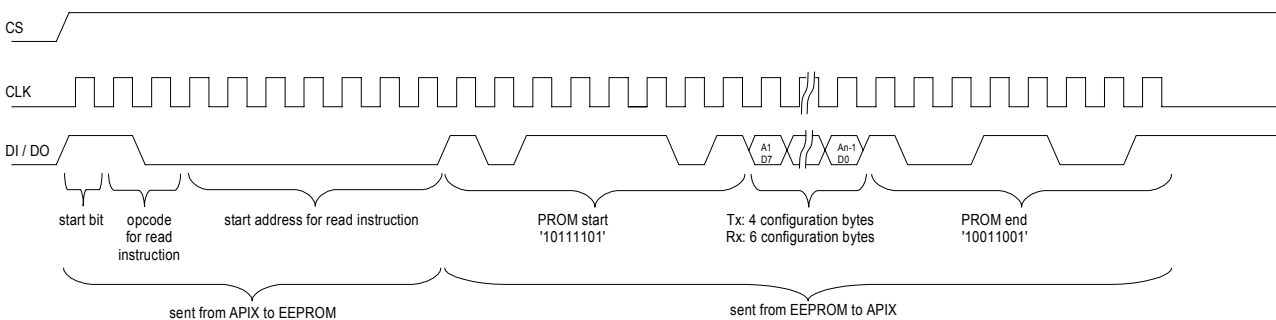 CS
CLK
DI / DO
A1
D7
An-1
D0
start bit
opcode
for read
instruction
start address for read instruction
PROM start
'10111101'
Tx: 4 configuration bytes
Rx: 6 configuration bytes
PROM end
'10011001'
sent from APIX to EEPROM
sent from EEPROM to APIX